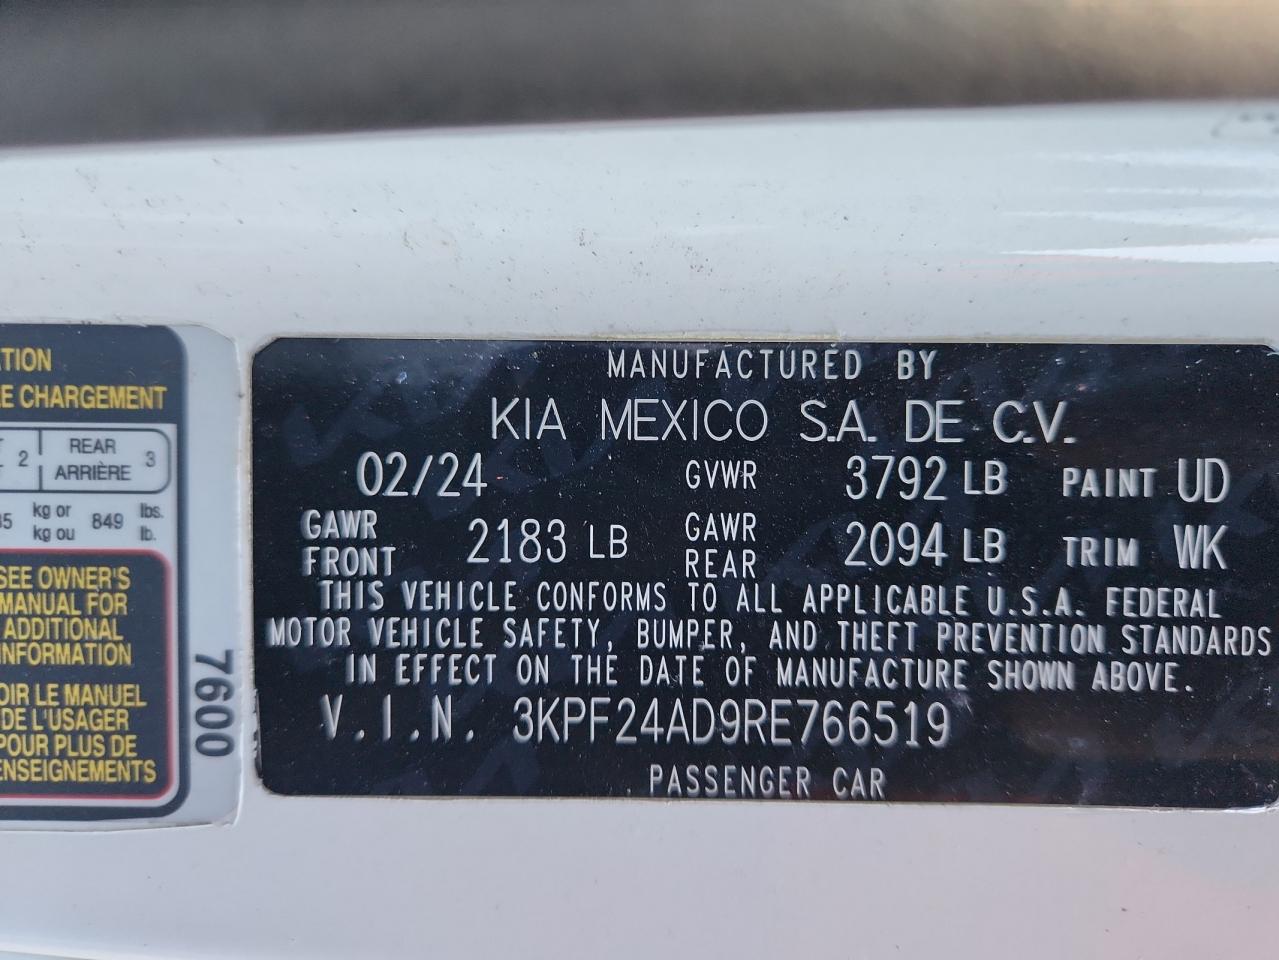 ATION
E CHARGEMENT
T 2 REAR 3
T ARRIÈRE
85 kg or 849 lbs.
kg ou lb.
SEE OWNER'S
MANUAL FOR
ADDITIONAL
INFORMATION
OIR LE MANUEL
DE L'USAGER
POUR PLUS DE
ENSEIGNEMENTS
7600
MANUFACTURED BY
KIA MEXICO S.A. DE C.V.
02/24 GVWR 3792 LB PAINT UD
GAWR FRONT 2183 LB GAWR REAR 2094 LB TRIM WK
THIS VEHICLE CONFORMS TO ALL APPLICABLE U.S.A. FEDERAL
MOTOR VEHICLE SAFETY, BUMPER, AND THEFT PREVENTION STANDARDS
IN EFFECT ON THE DATE OF MANUFACTURE SHOWN ABOVE.
V.I.N. 3KPF24AD9RE766519
PASSENGER CAR